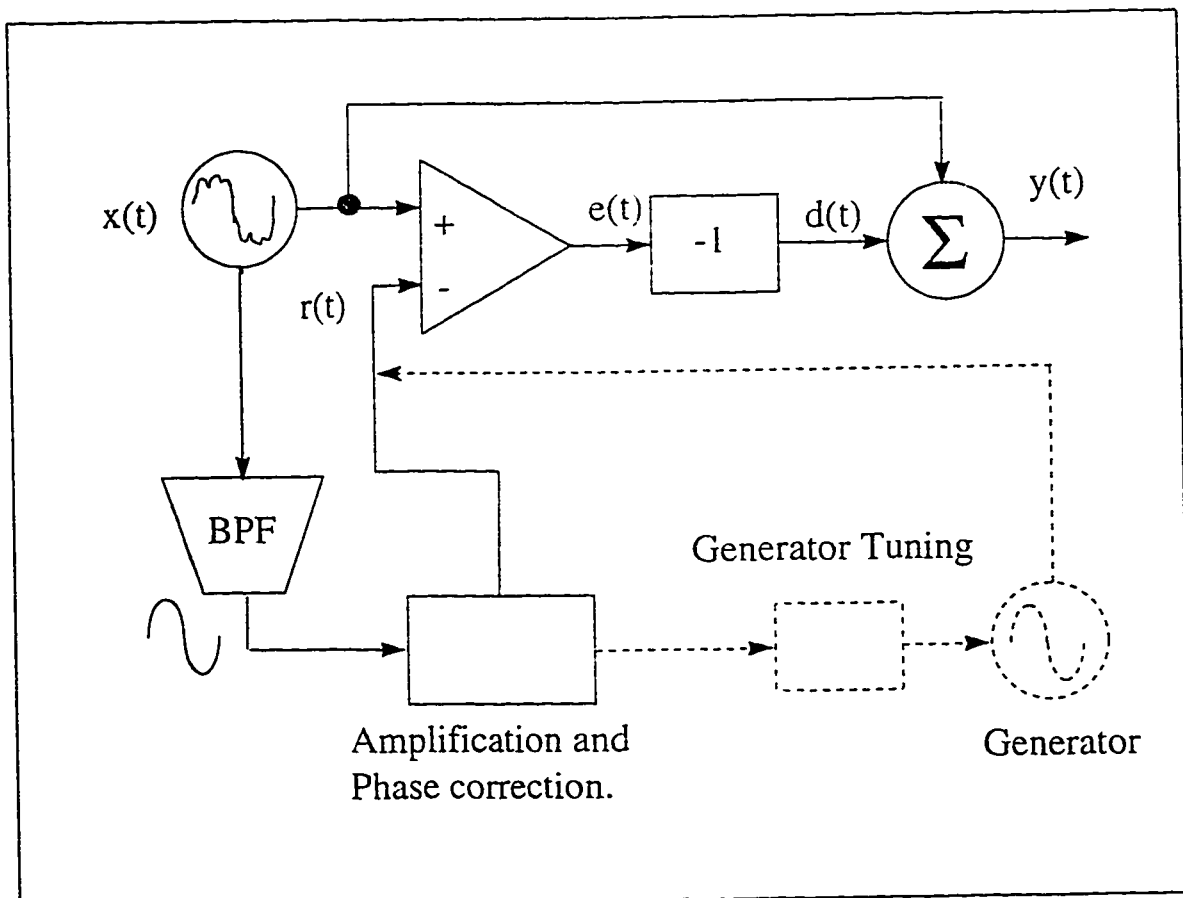 x(t)
+
-
r(t)
e(t)
-1
d(t)
Σ
y(t)
BPF
Generator Tuning
Amplification and
Phase correction.
Generator